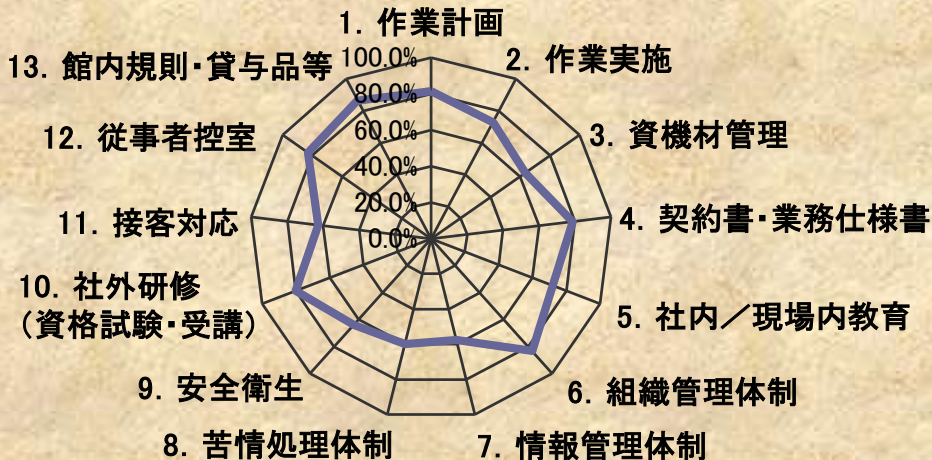 1．作業計画
2．作業実施
3．資機材管理
4．契約書・業務仕様書
5．社内／現場内教育
6．組織管理体制
7．情報管理体制
8．苦情処理体制
9．安全衛生
10．社外研修
（資格試験・受講）
11．接客対応
12．従事者控室
13．館内規則・貸与品等
100.0%
80.0%
60.0%
40.0%
20.0%
0.0%